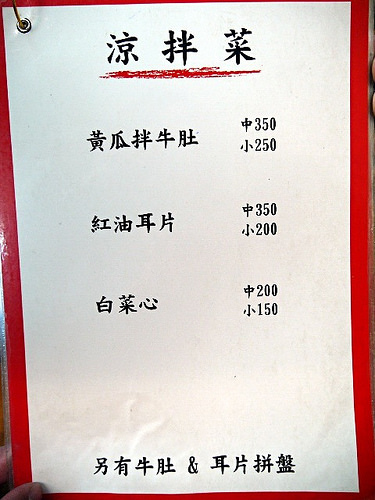 涼拌菜
黃瓜拌牛肚
中350
小250
紅油耳片
中350
小200
白菜心
中200
小150
另有牛肚 & 耳片拼盤